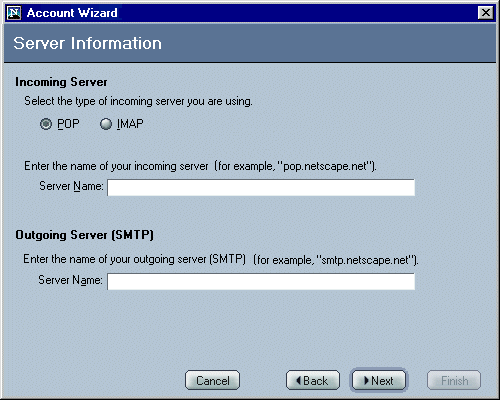 Account Wizard
Server Information
Incoming Server
Select the type of incoming server you are using.
POP IMAP
Enter the name of your incoming server (for example, "pop.netscape.net").
Server Name:
Outgoing Server (SMTP)
Enter the name of your outgoing server (SMTP) (for example, "smtp.netscape.net").
Server Name:
Cancel Back Next Finish